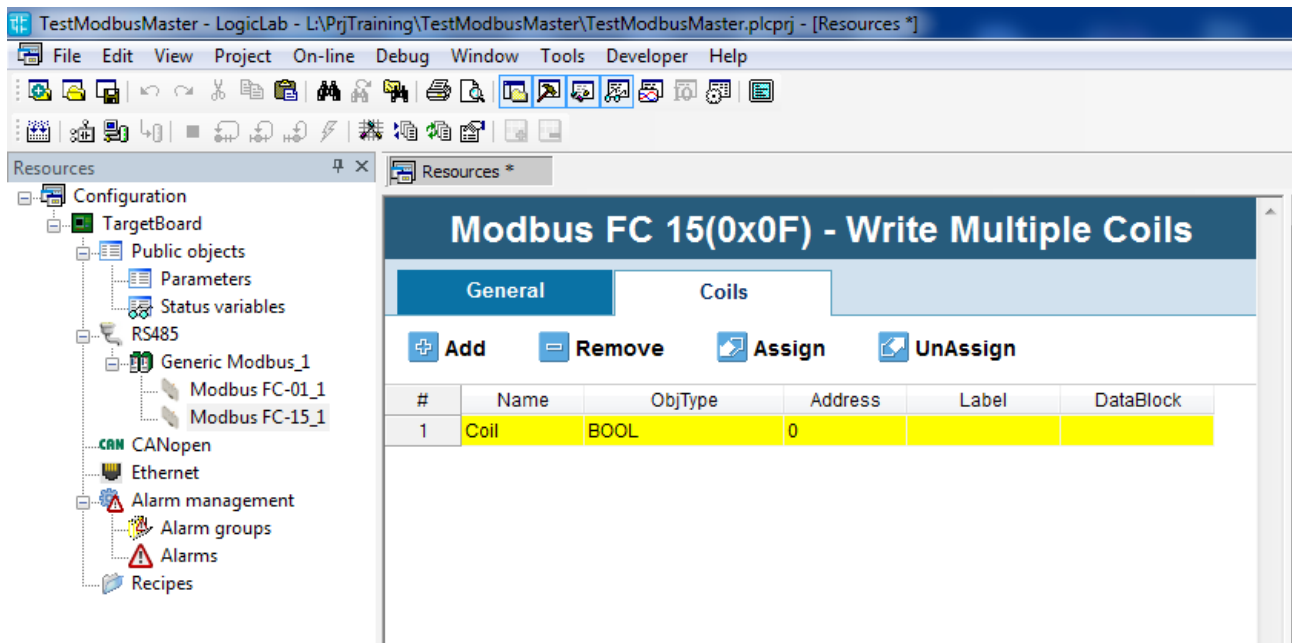 TestModbusMaster - LogicLab - L:\PrjTraining\TestModbusMaster\TestModbusMaster.plcprj - [Resources *]
File Edit View Project On-line Debug Window Tools Developer Help
Resources
Resources *
Configuration
TargetBoard
Public objects
Parameters
Status variables
RS485
Generic Modbus_1
Modbus FC-01_1
Modbus FC-15_1
CAN CANopen
Ethernet
Alarm management
Alarm groups
Alarms
Recipes
Modbus FC 15(0x0F) - Write Multiple Coils
General Coils
Add Remove Assign UnAssign
# Name ObjType Address Label DataBlock
1 Coil BOOL 0